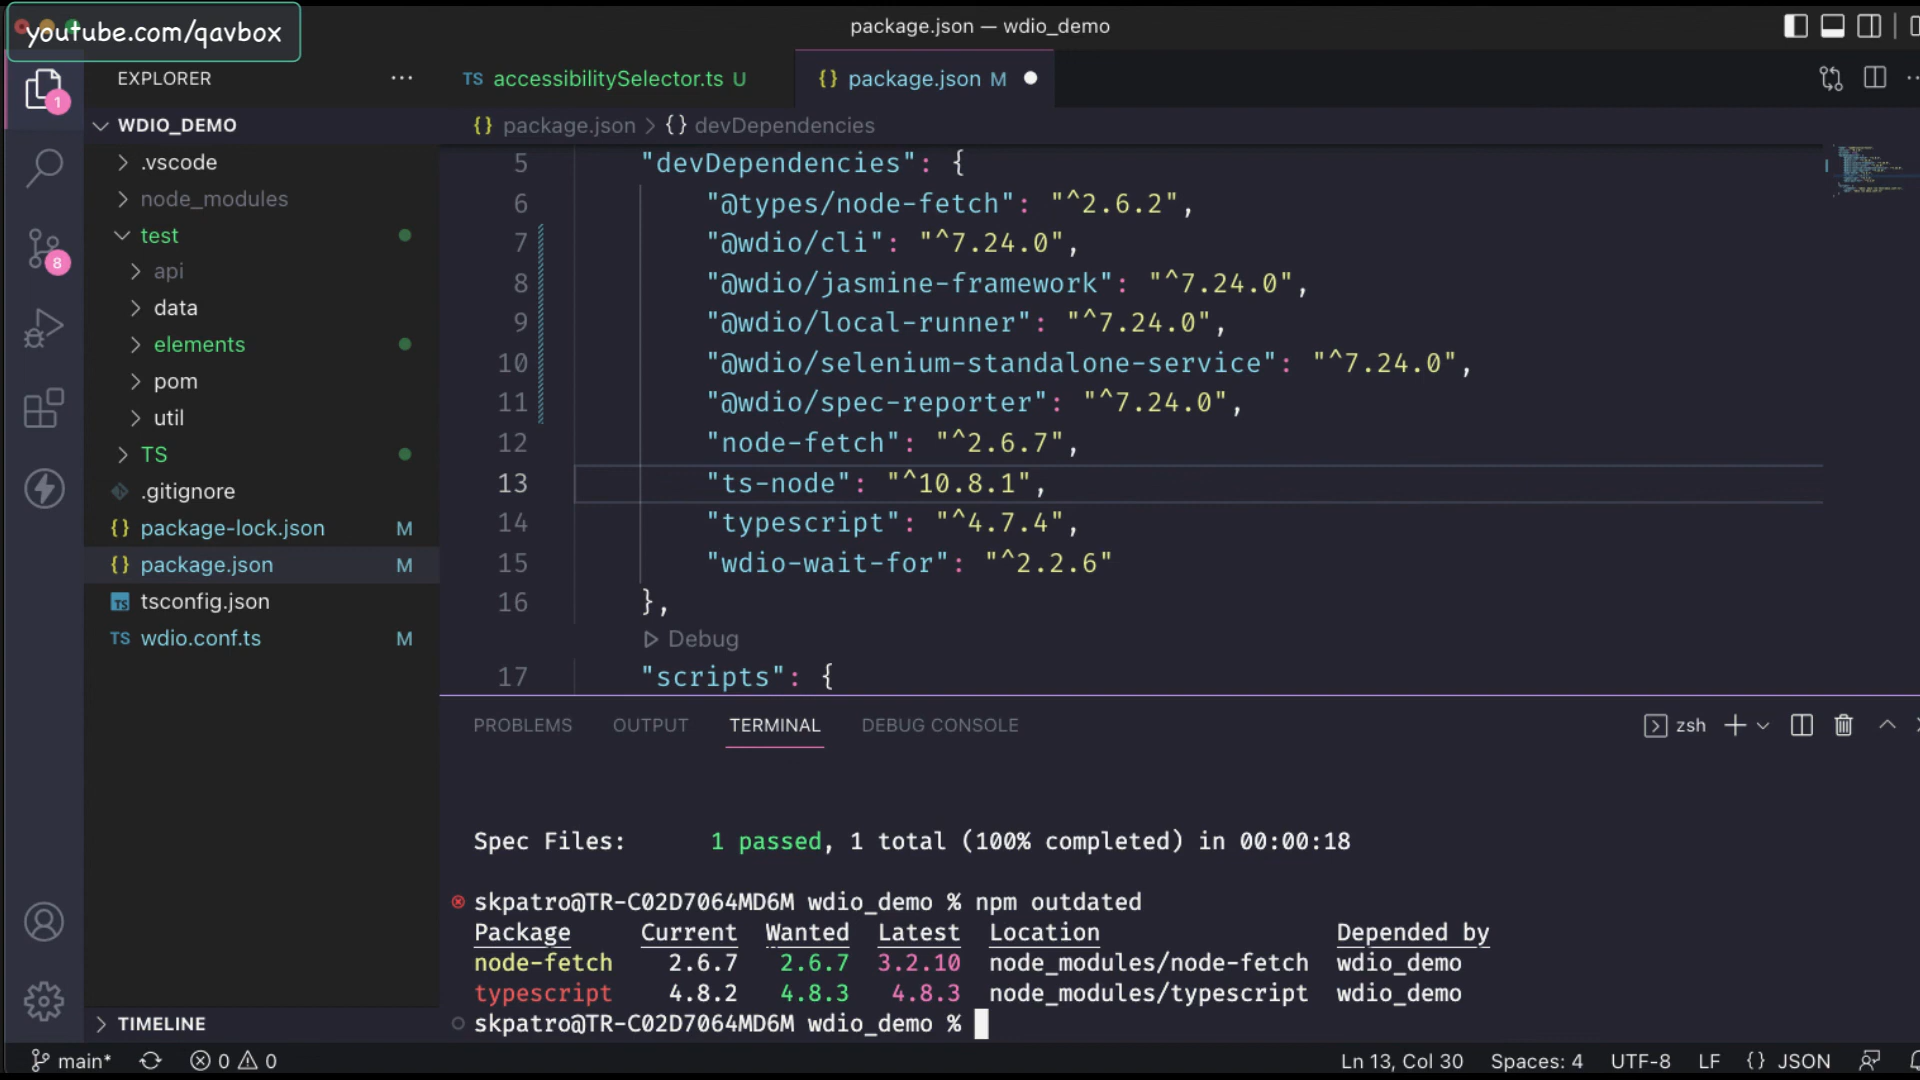 youtube.com/qavbox
package.json — wdio_demo
EXPLORER
TS accessibilitySelector.ts U
{} package.json M
1
WDIO_DEMO
{} package.json > {} devDependencies
.vscode
node_modules
test
api
data
elements
pom
util
TS
.gitignore
{} package-lock.json M
{} package.json M
TS tsconfig.json
TS wdio.conf.ts M
8
5 "devDependencies": {
6 "@types/node-fetch": "^2.6.2",
7 "@wdio/cli": "^7.24.0",
8 "@wdio/jasmine-framework": "^7.24.0",
9 "@wdio/local-runner": "^7.24.0",
10 "@wdio/selenium-standalone-service": "^7.24.0",
11 "@wdio/spec-reporter": "^7.24.0",
12 "node-fetch": "^2.6.7",
13 "ts-node": "^10.8.1",
14 "typescript": "^4.7.4",
15 "wdio-wait-for": "^2.2.6"
16 },
Debug
17 "scripts": {
PROBLEMS OUTPUT TERMINAL DEBUG CONSOLE
zsh
Spec Files: 1 passed, 1 total (100% completed) in 00:00:18
skpatro@TR-C02D7064MD6M wdio_demo % npm outdated
Package Current Wanted Latest Location Depended by
node-fetch 2.6.7 2.6.7 3.2.10 node_modules/node-fetch wdio_demo
typescript 4.8.2 4.8.3 4.8.3 node_modules/typescript wdio_demo
skpatro@TR-C02D7064MD6M wdio_demo %
TIMELINE
main* 0 0
Ln 13, Col 30 Spaces: 4 UTF-8 LF {} JSON